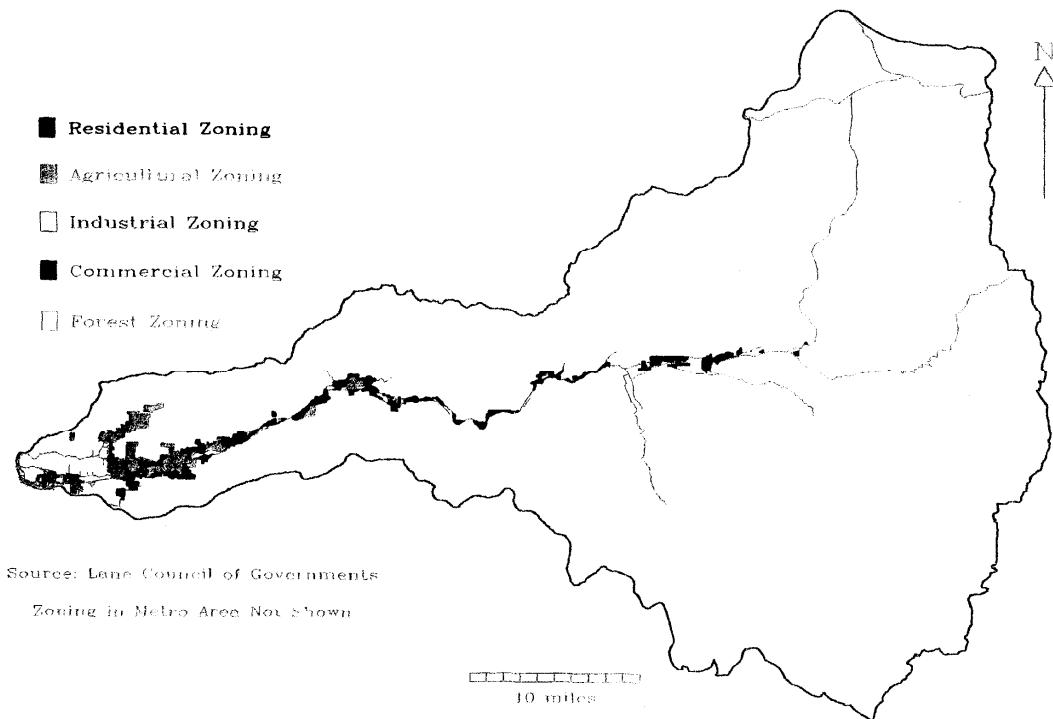 N
Residential Zoning
Agricultural Zoning
Industrial Zoning
Commercial Zoning
Forest Zoning
Source: Lane Council of Governments
Zoning in Metro Area Not Shown
10 miles